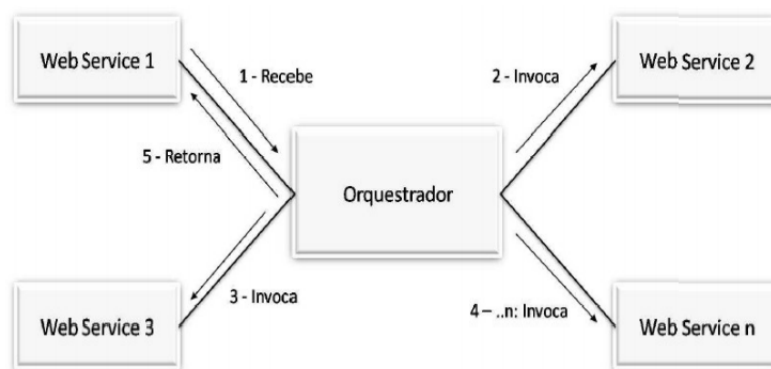 Web Service 1
1 - Recebe
2 - Invoca
Web Service 2
5 - Retorna
Orquestrador
3 - Invoca
4 – ..n: Invoca
Web Service 3
Web Service n